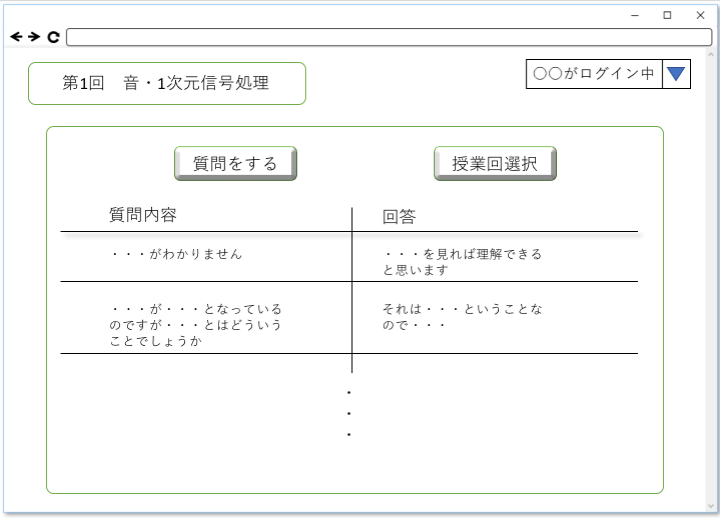 第1回　音・1次元信号処理
〇〇がログイン中
質問をする
授業回選択
質問内容
回答
・・・がわかりません
・・・を見れば理解できる
と思います
・・・が・・・となっている
のですが・・・とはどういう
ことでしょうか
それは・・・ということな
ので・・・
・
・
・